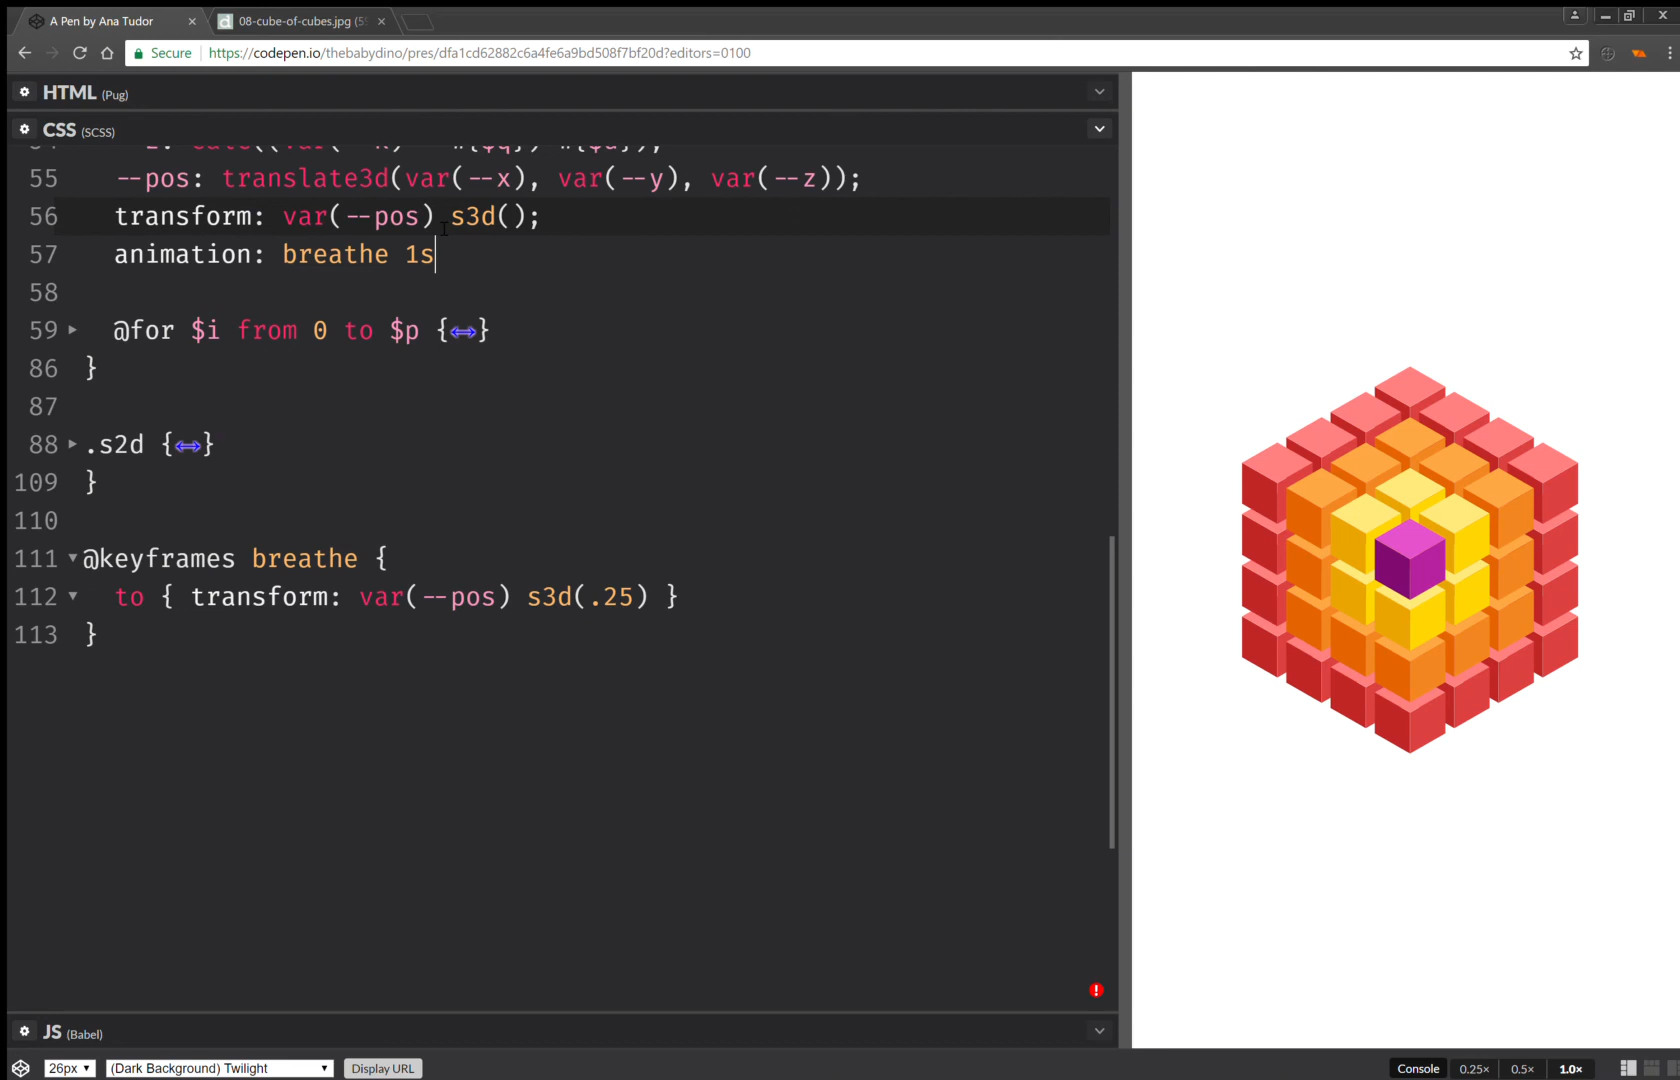 A Pen by Ana Tudor
08-cube-of-cubes.jpg (55
Secure
https://codepen.io/thebabydino/pres/dfa1cd62882c6a4fe6a9bd508f7bf20d?editors=0100
HTML (Pug)
CSS (SCSS)
55 --pos: translate3d(var(--x), var(--y), var(--z));
56 transform: var(--pos) s3d();
57 animation: breathe 1s
58
59 @for $i from 0 to $p {↔}
86 }
87
88 .s2d {↔}
109 }
110
111 @keyframes breathe {
112 to { transform: var(--pos) s3d(.25) }
113 }
JS (Babel)
26px
(Dark Background) Twilight
Display URL
Console
0.25×
0.5×
1.0×